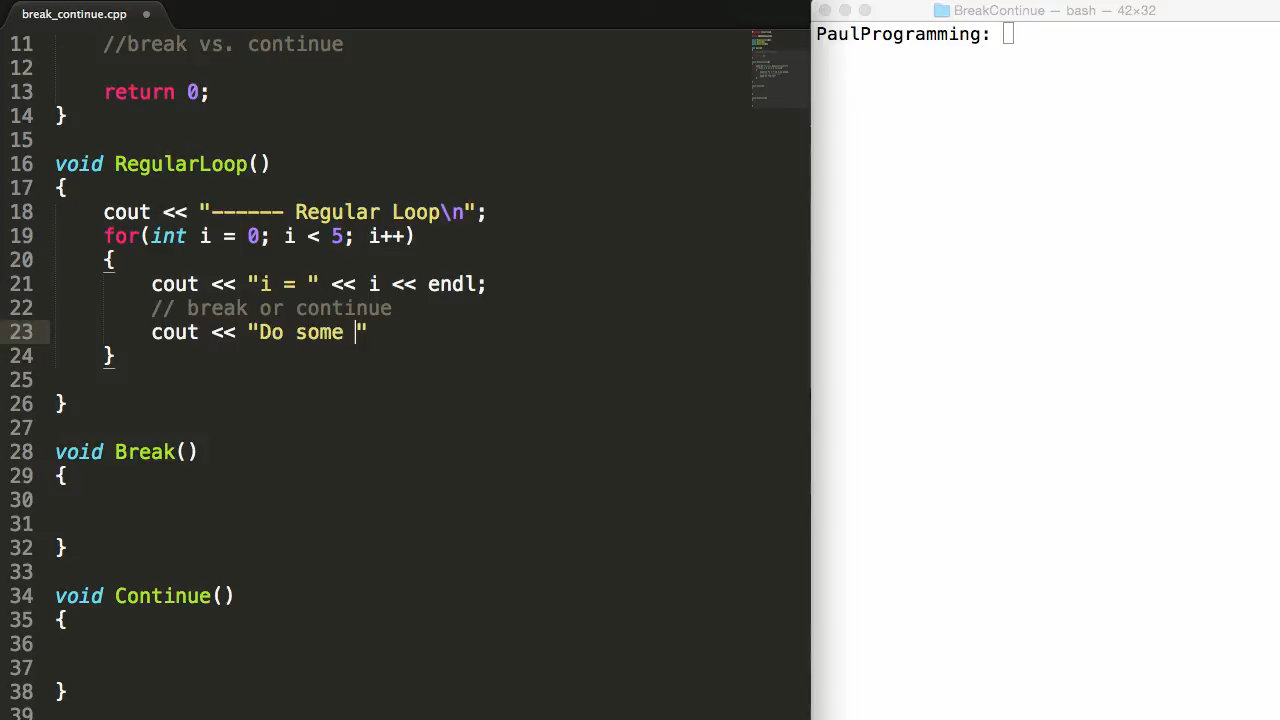 break_continue.cpp
BreakContinue — bash — 42×32
PaulProgramming:
11 //break vs. continue
12
13 return 0;
14 }
15
16 void RegularLoop()
17 {
18 cout << "------ Regular Loop\n";
19 for(int i = 0; i < 5; i++)
20 {
21 cout << "i = " << i << endl;
22 // break or continue
23 cout << "Do some "
24 }
25
26 }
27
28 void Break()
29 {
30
31
32 }
33
34 void Continue()
35 {
36
37
38 }
39